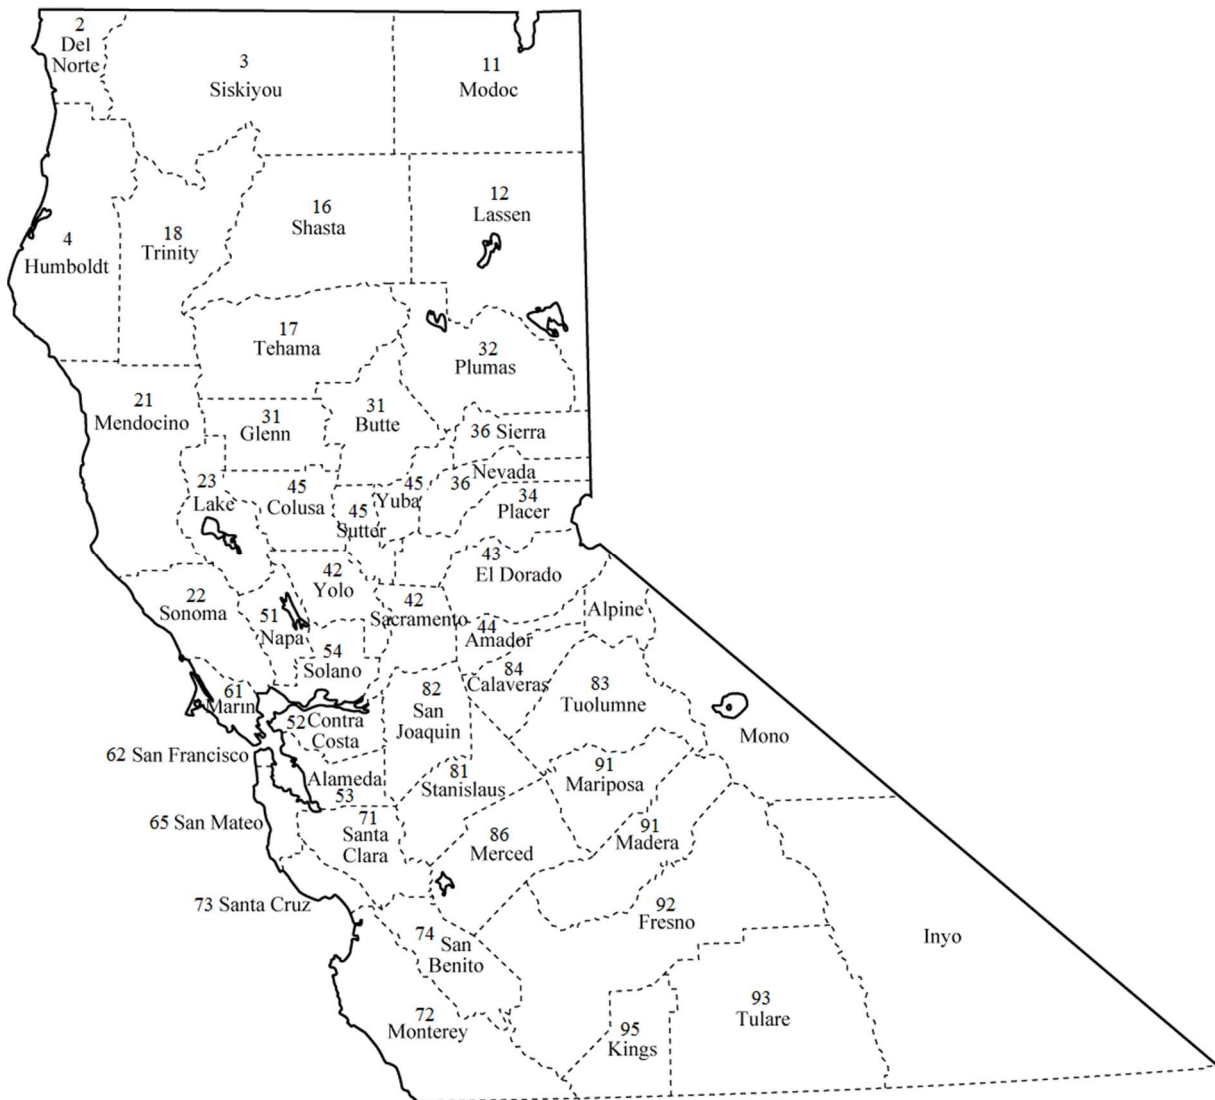 2
Del
Norte
3
Siskiyou
11
Modoc
4
Humboldt
18
Trinity
16
Shasta
12
Lassen
17
Tehama
32
Plumas
21
Mendocino
31
Glenn
31
Butte
36 Sierra
Nevada
36
23
Lake
45
Colusa
45
Sutter
45
Yuba
34
Placer
43
El Dorado
22
Sonoma
51
Napa
42
Yolo
42
Sacramento
44
Amador
Alpine
54
Solano
84
Calaveras
61
Marin
52 Contra
Costa
82
San
Joaquin
83
Tuolumne
Mono
62 San Francisco
Alameda
53
81
Stanislaus
91
Mariposa
65 San Mateo
71
Santa
Clara
86
Merced
91
Madera
73 Santa Cruz
74 San
Benito
92
Fresno
Inyo
72
Monterey
95
Kings
93
Tulare